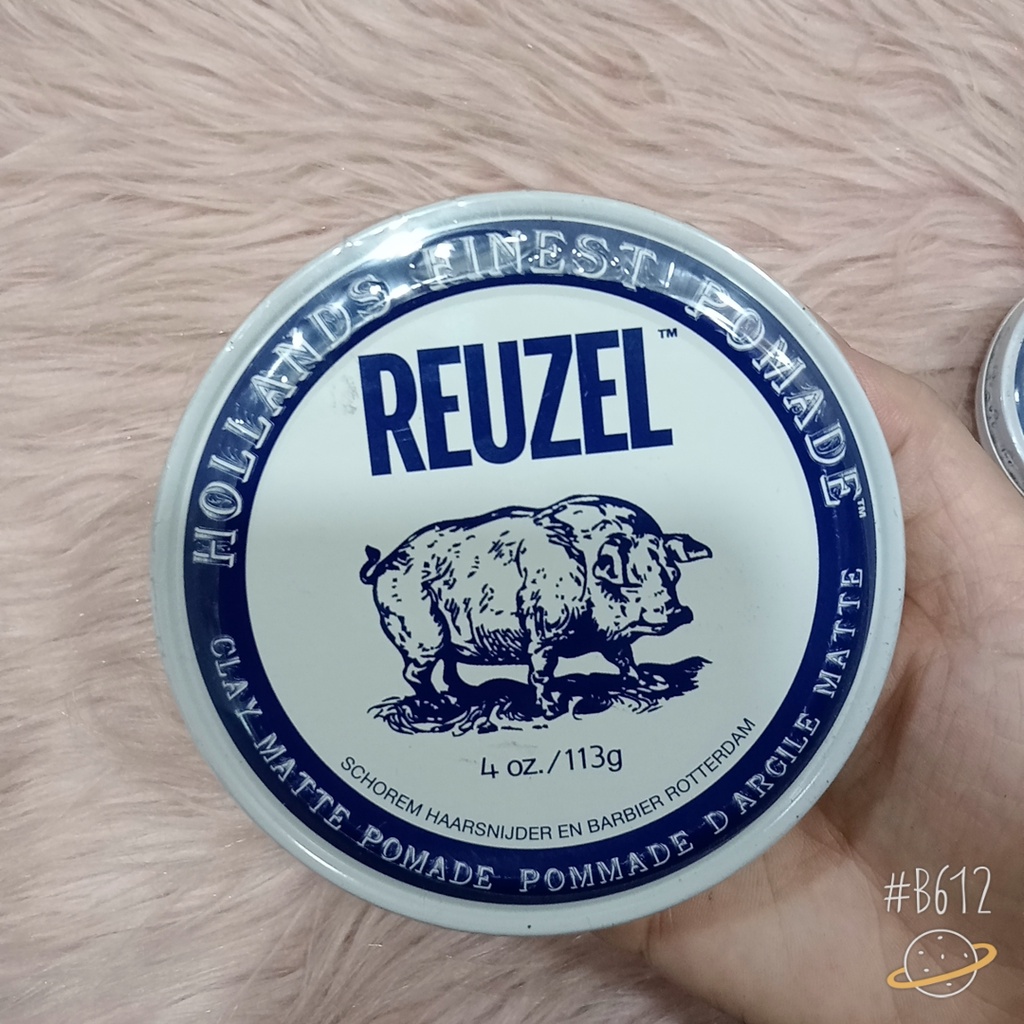 HOLLANDS FINEST POMADE™
REUZEL™
4 oz./113g
SCHOREM HAARSNIJDER EN BARBIER ROTTERDAM
CLAY MATTE POMADE POMMADE D ARGILE MATTE
#B612